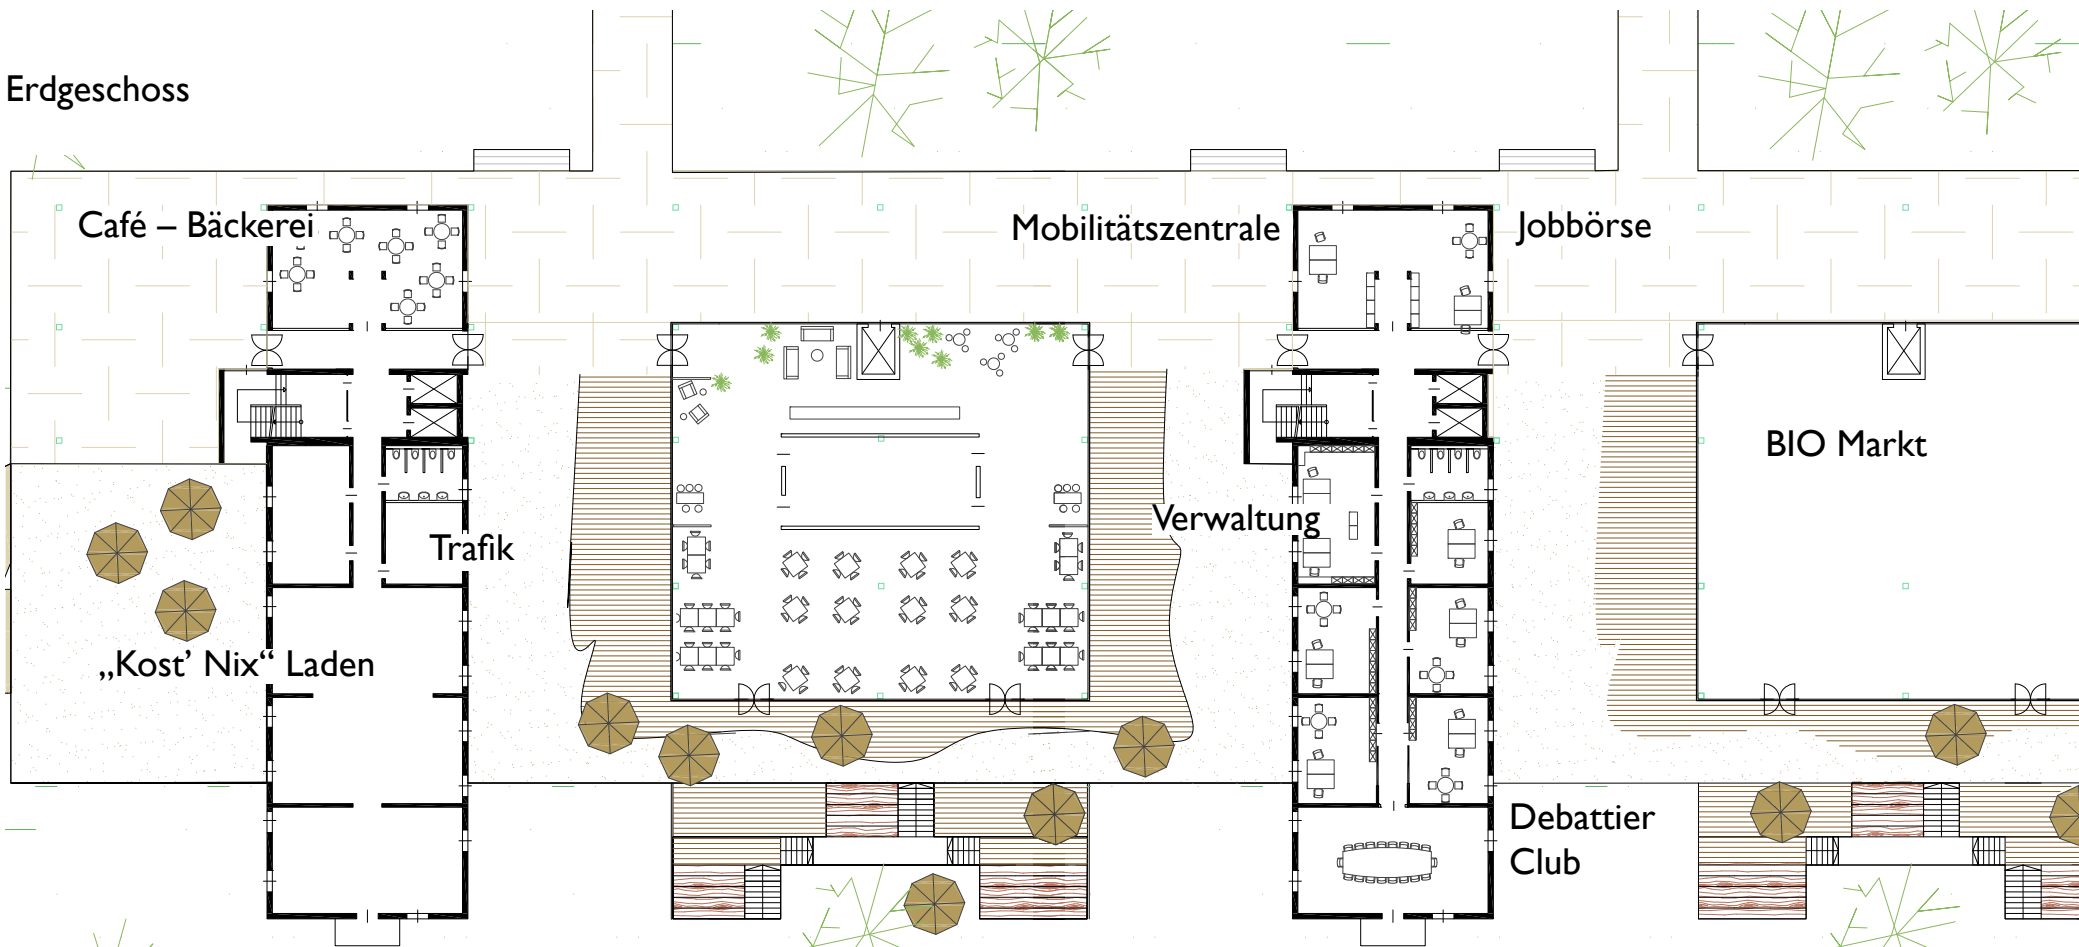 Erdgeschoss
Café – Bäckerei
Mobilitätszentrale
Jobbörse
BIO Markt
Verwaltung
Trafik
„Kost’ Nix“ Laden
Debattier
Club